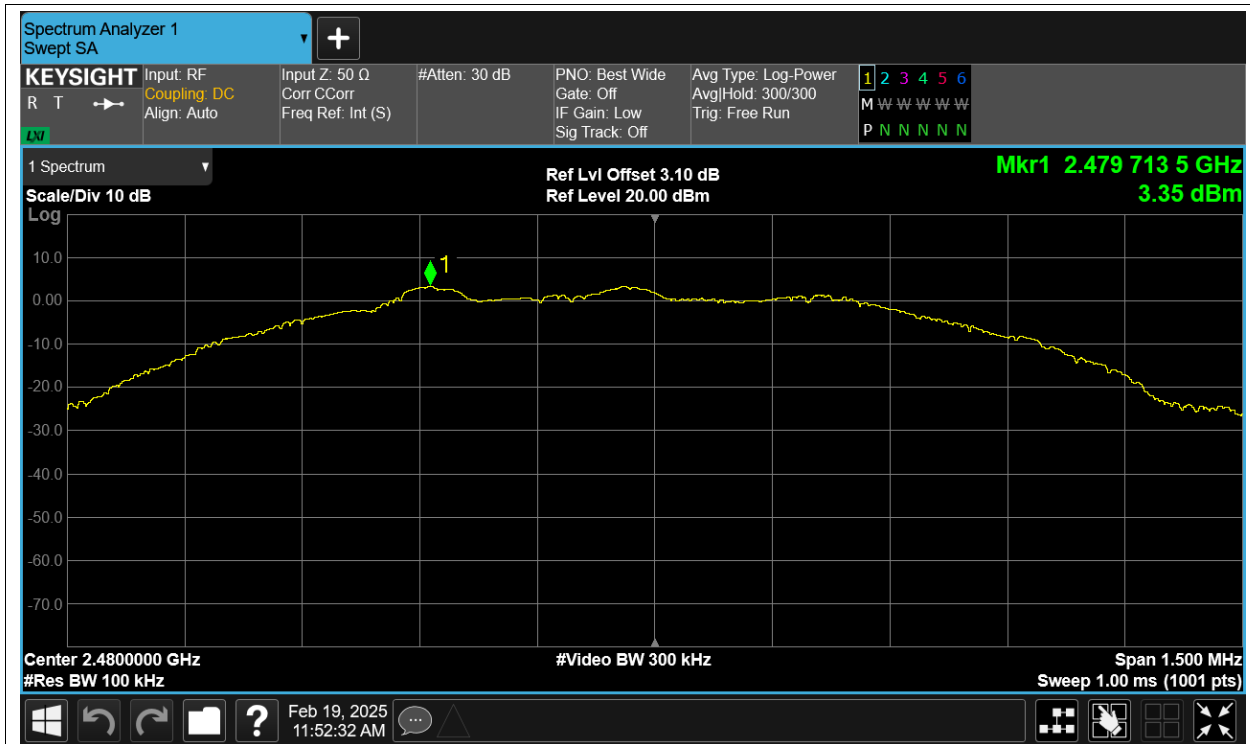 Spectrum Analyzer 1
Swept SA
KEYSIGHT
R T
LXI
Input: RF
Coupling: DC
Align: Auto
Input Z: 50 Ω
Corr CCorr
Freq Ref: Int (S)
#Atten: 30 dB
PNO: Best Wide
Gate: Off
IF Gain: Low
Sig Track: Off
Avg Type: Log-Power
Avg|Hold: 300/300
Trig: Free Run
1 2 3 4 5 6
M W W W W W
P N N N N N
1 Spectrum
Scale/Div 10 dB
Log
Ref Lvl Offset 3.10 dB
Ref Level 20.00 dBm
Mkr1 2.479 713 5 GHz
3.35 dBm
1
10.0
0.00
-10.0
-20.0
-30.0
-40.0
-50.0
-60.0
-70.0
Center 2.4800000 GHz
#Res BW 100 kHz
#Video BW 300 kHz
Span 1.500 MHz
Sweep 1.00 ms (1001 pts)
?
Feb 19, 2025
11:52:32 AM